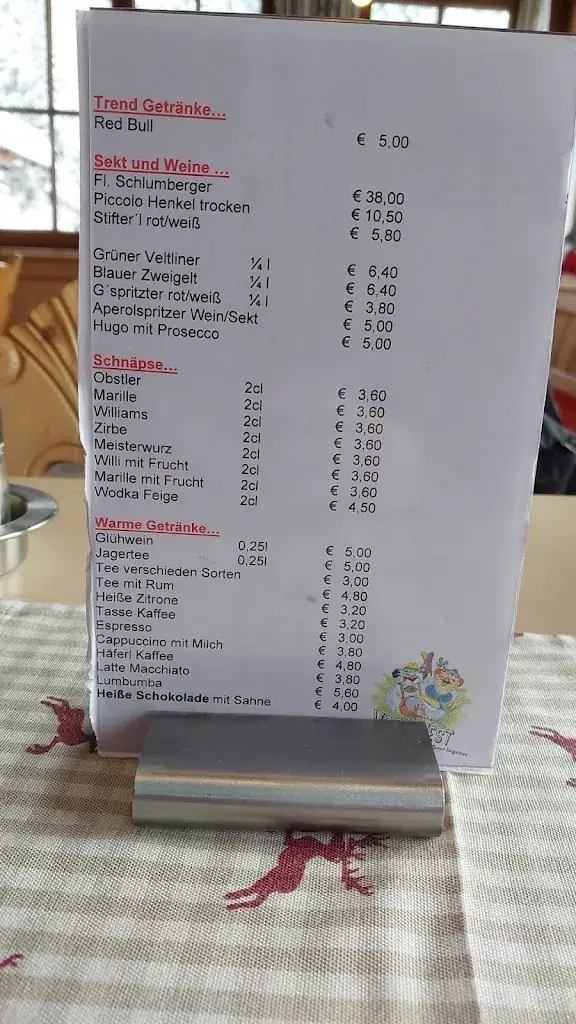 Trend Getränke...
Red Bull € 5,00
Sekt und Weine ...
Fl. Schlumberger € 38,00
Piccolo Henkel trocken € 10,50
Stifter´l rot/weiß € 5,80
Grüner Veltliner ¼ l € 6,40
Blauer Zweigelt ¼ l € 6,40
G´spritzter rot/weiß ¼ l € 3,80
Aperolspritzer Wein/Sekt € 5,00
Hugo mit Prosecco € 5,00
Schnäpse...
Obstler 2cl € 3,60
Marille 2cl € 3,60
Williams 2cl € 3,60
Zirbe 2cl € 3,60
Meisterwurz 2cl € 3,60
Willi mit Frucht 2cl € 3,60
Marille mit Frucht 2cl € 3,60
Wodka Feige 2cl € 4,50
Warme Getränke...
Glühwein 0,25l € 5,00
Jagertee 0,25l € 5,00
Tee verschieden Sorten € 3,00
Tee mit Rum € 4,80
Heiße Zitrone € 3,20
Tasse Kaffee € 3,20
Espresso € 3,00
Cappuccino mit Milch € 3,80
Häferl Kaffee € 4,80
Latte Macchiato € 3,80
Lumbumba € 5,60
Heiße Schokolade mit Sahne € 4,00